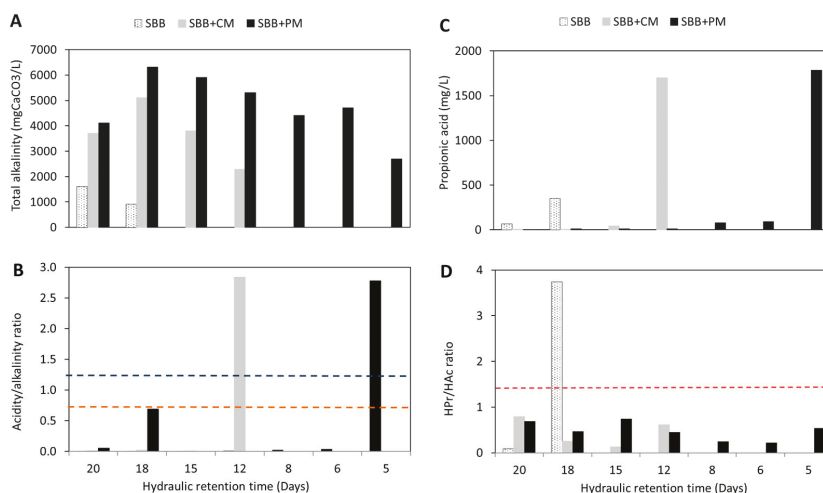 SBB SBB+CM SBB+PM
A
7000
6000
5000
4000
3000
2000
1000
0
Total alkalinity (mgCaCO3/L)
B
3.0
2.5
2.0
1.5
1.0
0.5
0.0
Acidity/alkalinity ratio
20 18 15 12 8 6 5
Hydraulic retention time (Days)
SBB SBB+CM SBB+PM
C
2000
1500
1000
500
0
Propionic acid (mg/L)
D
4
3
2
1
0
HPr/HAc ratio
20 18 15 12 8 6 5
Hydraulic retention time (Days)